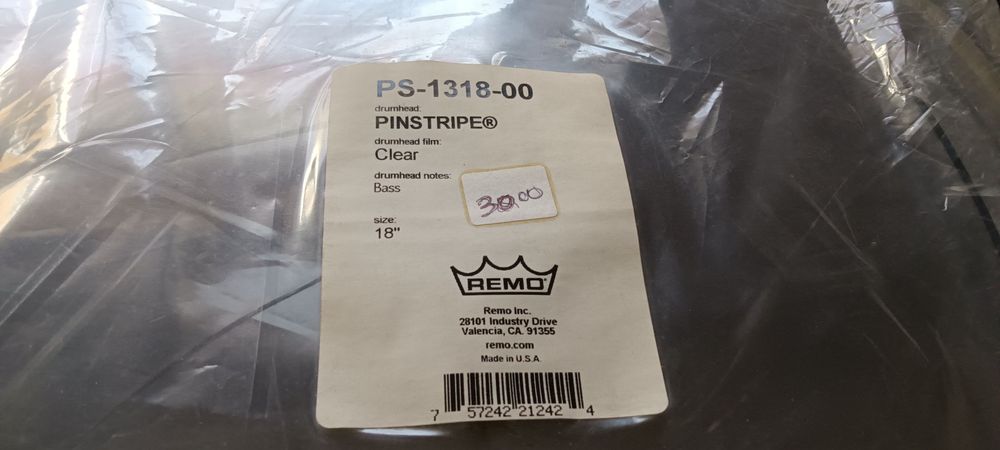 PS-1318-00
drumhead:
PINSTRIPE®
drumhead film:
Clear
drumhead notes:
Bass
30.00
size:
18"
REMO®
Remo Inc.
28101 Industry Drive
Valencia, CA. 91355
remo.com
Made in U.S.A.
7 57242 21242 4